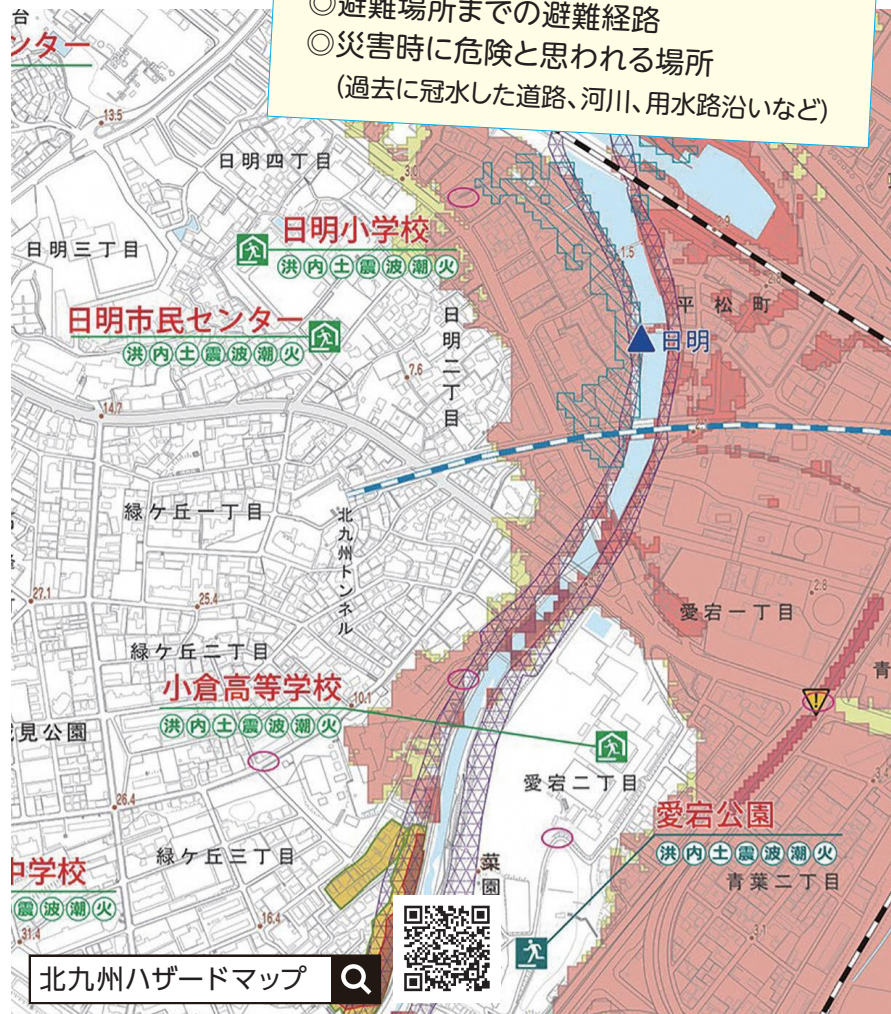 ◎避難場所までの避難経路
◎災害時に危険と思われる場所
(過去に冠水した道路、河川、用水路沿いなど)
台
ンター
13.5
日明四丁目
3.0
日明三丁目
日明小学校
洪内土震波潮火
1.5
2.9
2.8
平松町
日明市民センター
洪内土震波潮火
日明二丁目
日明
7.6
14.7
緑ケ丘一丁目
北九州トンネル
27.1
25.4
2.8
愛宕一丁目
緑ケ丘二丁目
青
小倉高等学校
10.1
洪内土震波潮火
見公園
愛宕二丁目
26.4
愛宕公園
洪内土震波潮火
緑ケ丘三丁目
菜園
青葉二丁目
中学校
震波潮火
16.4
31.4
3.1
北九州ハザードマップ